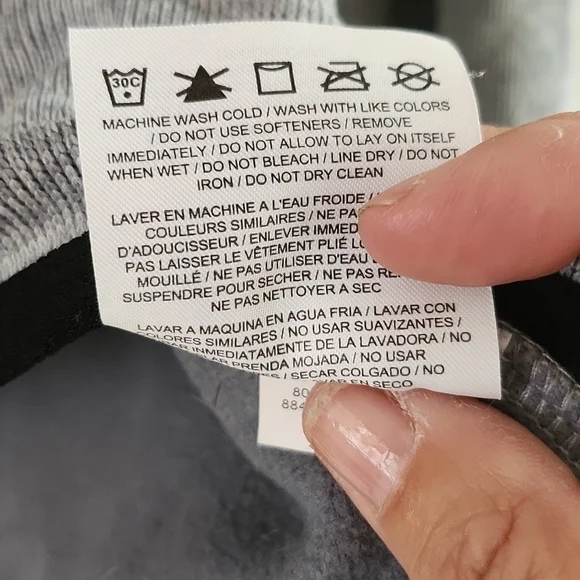 30C
MACHINE WASH COLD / WASH WITH LIKE COLORS
/ DO NOT USE SOFTENERS / REMOVE
IMMEDIATELY / DO NOT ALLOW TO LAY ON ITSELF
WHEN WET / DO NOT BLEACH / LINE DRY / DO NOT
IRON / DO NOT DRY CLEAN
LAVER EN MACHINE A L'EAU FROIDE /
COULEURS SIMILAIRES / NE PAS
D'ADOUCISSEUR / ENLEVER
PAS LAISSER LE VÊTEMENT PLIÉ
MOUILLÉ / NE PAS UTILISER D'EAU
SUSPENDRE POUR SECHER / NE PAS
NE PAS NETTOYER A SEC
LAVAR A MAQUINA EN AGUA FRIA / LAVAR CON
COLORES SIMILARES / NO USAR SUAVIZANTES /
INMEDIATAMENTE DE LA LAVADORA / NO
PRENDA MOJADA / NO USAR
/ SECAR COLGADO / NO
EN SECO
80
884